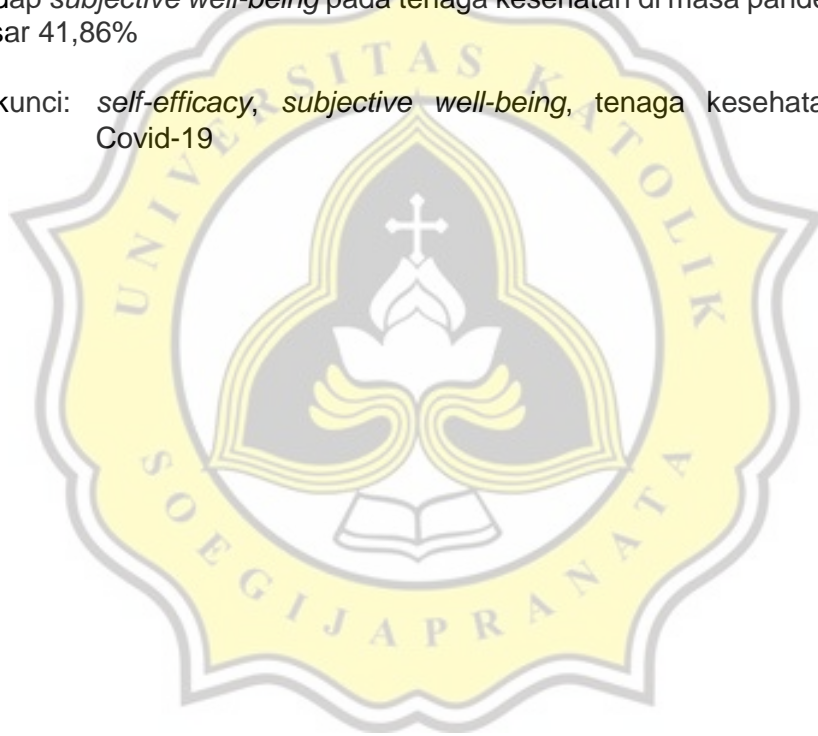 dap subjective well-being pada tenaga kesehatan di masa pande
sar 41,86%
kunci: self-efficacy, subjective well-being, tenaga kesehata
Covid-19
UNIVERSITAS KATOLIK
SOEGIJAPRANATA